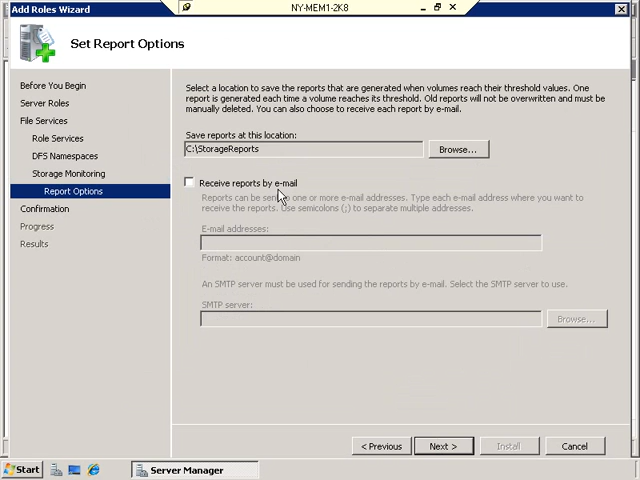 Add Roles Wizard
NY-MEM1-2K8
Set Report Options
Before You Begin
Server Roles
File Services
Role Services
DFS Namespaces
Storage Monitoring
Report Options
Confirmation
Progress
Results
Select a location to save the reports that are generated when volumes reach their threshold values. One
report is generated each time a volume reaches its threshold. Old reports will not be overwritten and must be
manually deleted. You can also choose to receive each report by e-mail.
Save reports at this location:
C:\StorageReports
Browse...
Receive reports by e-mail
Reports can be sent to one or more e-mail addresses. Type each e-mail address where you want to
receive the reports. Use semicolons (;) to separate multiple addresses.
E-mail addresses:
Format: account@domain
An SMTP server must be used for sending the reports by e-mail. Select the SMTP server to use.
SMTP server:
Browse...
< Previous
Next >
Install
Cancel
Start
Server Manager